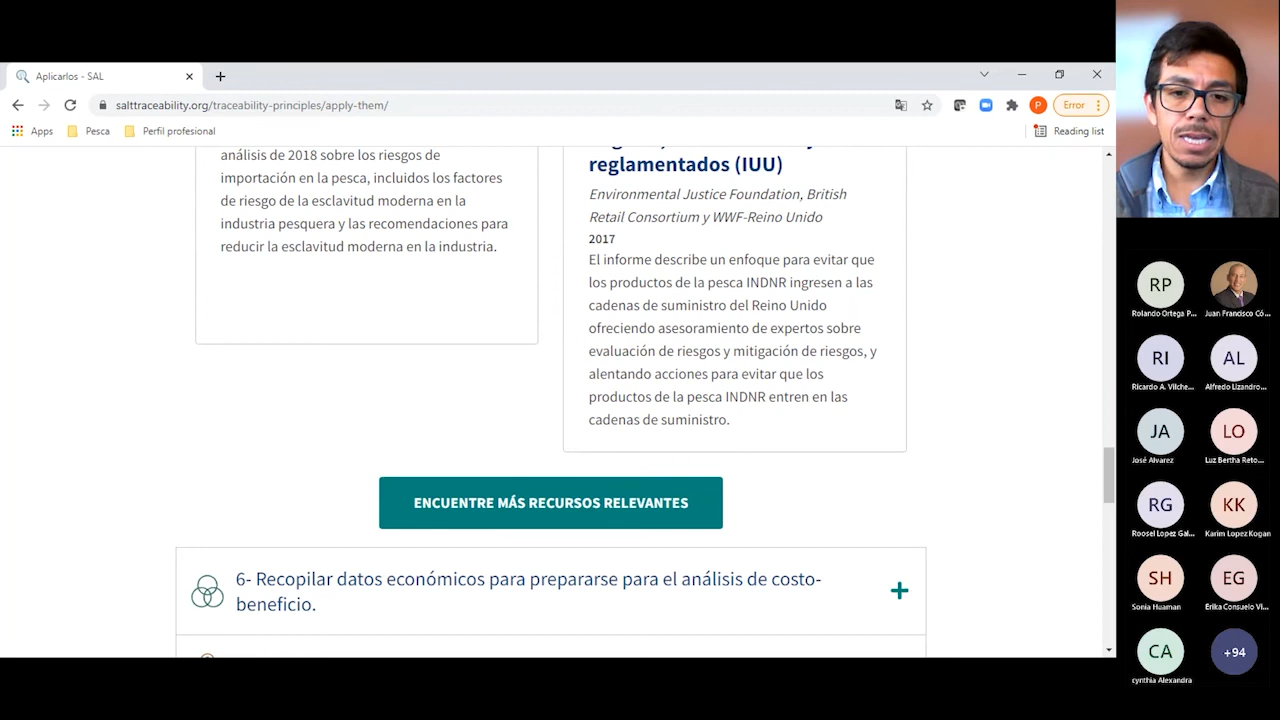 Aplicarlos - SAL
salttraceability.org/traceability-principles/apply-them/
P
Error
Apps
Pesca
Perfil profesional
Reading list
análisis de 2018 sobre los riesgos de
importación en la pesca, incluidos los factores
de riesgo de la esclavitud moderna en la
industria pesquera y las recomendaciones para
reducir la esclavitud moderna en la industria.
reglamentados (IUU)
Environmental Justice Foundation, British
Retail Consortium y WWF-Reino Unido
2017
El informe describe un enfoque para evitar que
los productos de la pesca INDNR ingresen a las
cadenas de suministro del Reino Unido
ofreciendo asesoramiento de expertos sobre
evaluación de riesgos y mitigación de riesgos, y
alentando acciones para evitar que los
productos de la pesca INDNR entren en las
cadenas de suministro.
ENCUENTRE MÁS RECURSOS RELEVANTES
6- Recopilar datos económicos para prepararse para el análisis de costo-
beneficio.
RP
Rolando Ortega P...
Juan Francisco Có...
RI
AL
Ricardo A. Vilche...
Alfredo Lizandro...
JA
LO
José Alvarez
Luz Bertha Reto...
RG
KK
Roosel Lopez Gal...
Karim Lopez Kogan
SH
EG
Sonia Huaman
Erika Consuelo Vi...
CA
+94
cynthia Alexandra